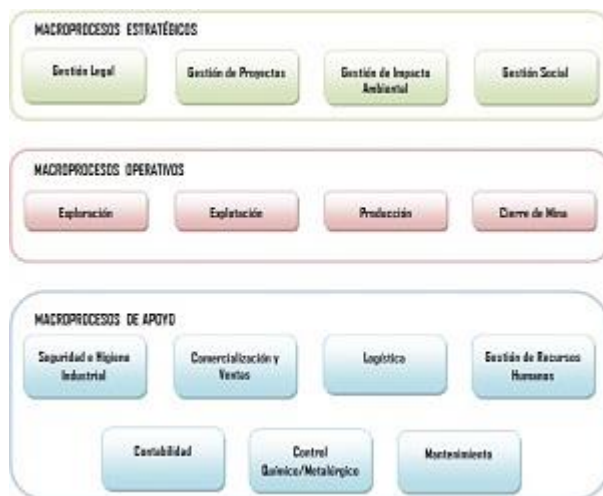 MACROPROCESOS ESTRATÉGICOS
Gestión Legal
Gestión de Proyectos
Gestión de Impacto
Ambiental
Gestión Social
MACROPROCESOS OPERATIVOS
Exploración
Explotación
Producción
Cierre de Mina
MACROPROCESOS DE APOYO
Seguridad e Higiene
Industrial
Comercialización y
Ventas
Logística
Gestión de Recursos
Humanos
Contabilidad
Control
Químico/Metalúrgico
Mantenimiento